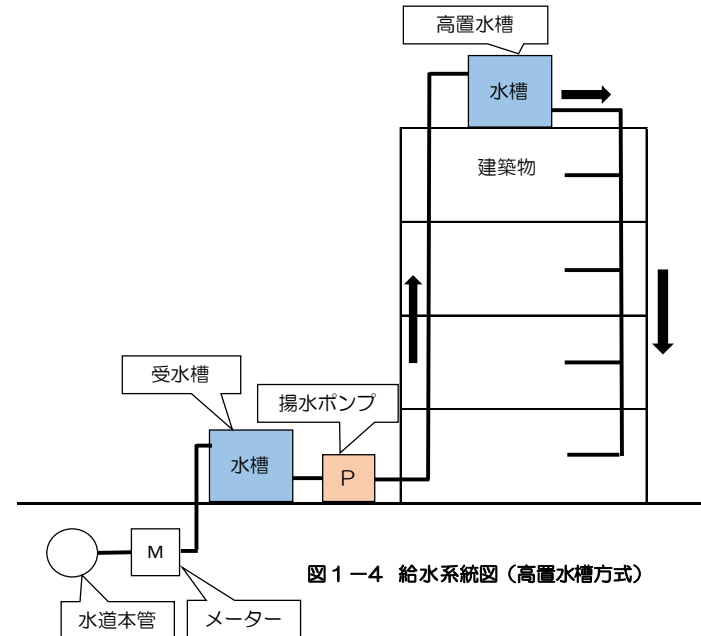 高置水槽
水槽
建築物
受水槽
揚水ポンプ
水槽
P
M
図1-4 給水系統図(高置水槽方式)
水道本管
メーター